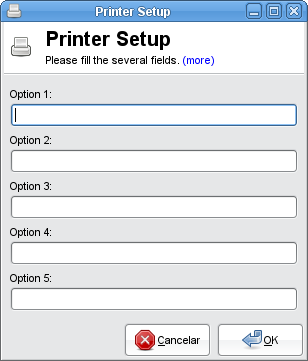 Printer Setup
Printer Setup
Please fill the several fields. (more)
Option 1:
Option 2:
Option 3:
Option 4:
Option 5:
Cancelar OK